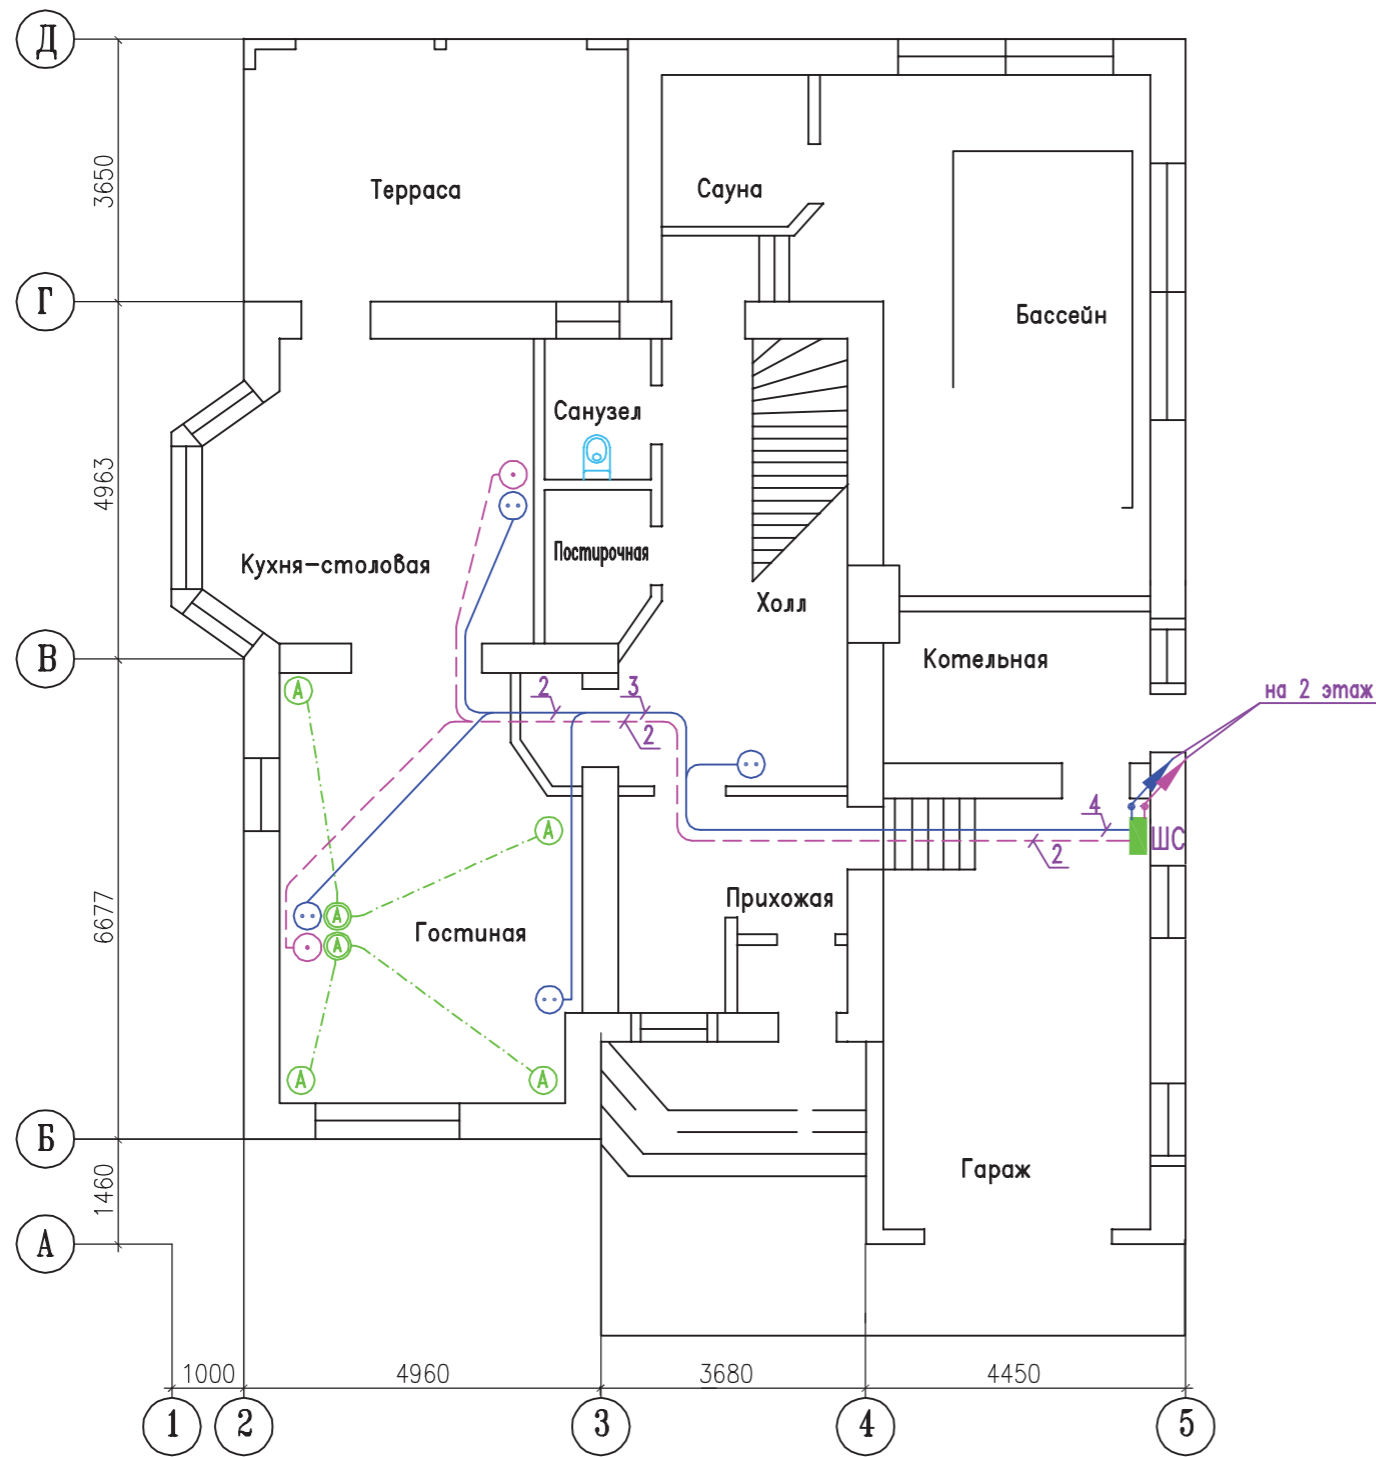 Д
3650
Терраса
Сауна
Г
Бассейн
Санузел
4963
Постирочная
Кухня-столовая
Холл
В
Котельная
А
2
3
на 2 этаж
2
4
А
ШС
2
Прихожая
6677
А
Гостиная
А
А
А
Б
Гараж
1460
А
1000
4960
3680
4450
1
2
3
4
5